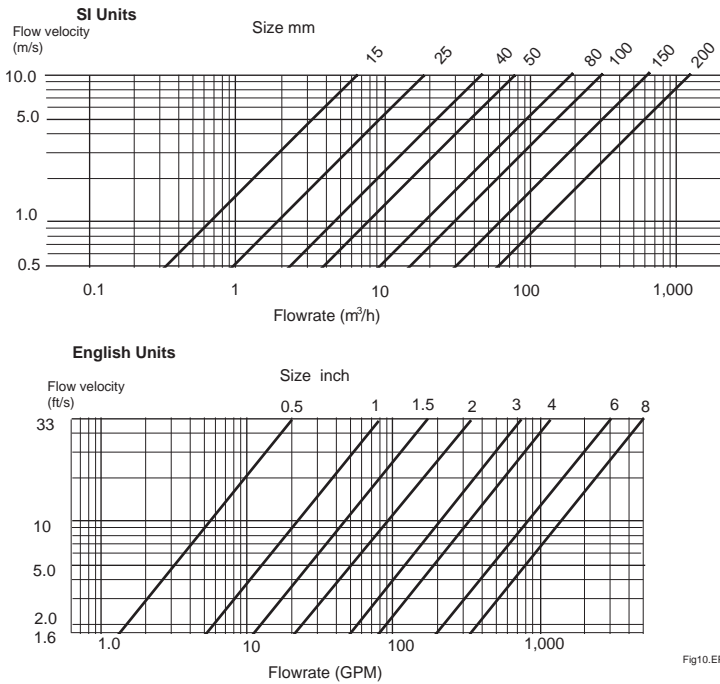 SI Units
Flow velocity
(m/s)
Size mm
15 25 40 50 80 100 150 200
10.0
5.0
1.0
0.5
0.1 1 10 100 1,000
Flowrate (m³/h)
English Units
Flow velocity
(ft/s)
Size inch
0.5 1 1.5 2 3 4 6 8
33
10
5.0
2.0
1.6
1.0 10 100 1,000
Flowrate (GPM)